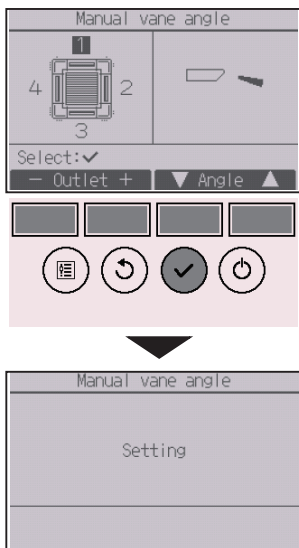 Manual vane angle
1
4 2
3
Select:✓
− Outlet + ▼ Angle ▲
Manual vane angle
Setting